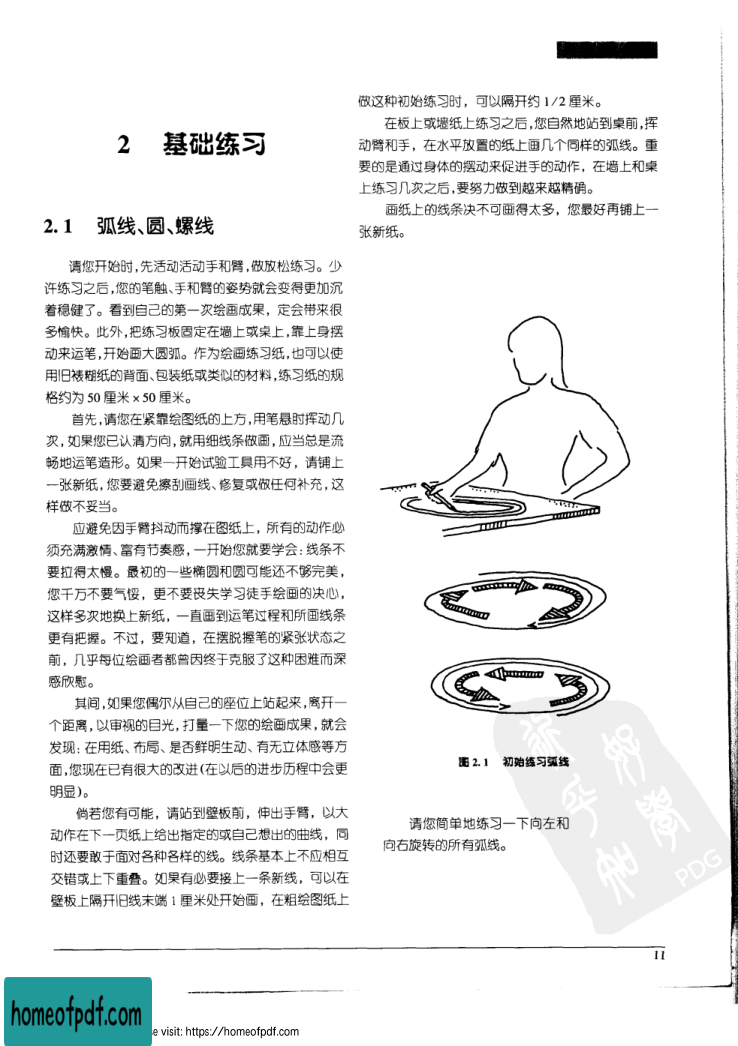 2 基础练习
2.1 弧线、圆、螺线
请您开始时,先活动活动手和臂,做放松练习。少
许练习之后,您的笔触、手和臂的姿势就会变得更加沉
着稳健了。看到自己的第一次绘画成果，定会带来很
多愉快。此外,把练习板固定在墙上或桌上,靠上身摆
动来运笔,开始画大圆弧。作为绘画练习纸,也可以使
用旧裱糊纸的背面、包装纸或类似的材料,练习纸的规
格约为 50 厘米 × 50 厘米。
首先,请您在紧靠绘图纸的上方,用笔悬时挥动几
次,如果您已认清方向,就用细线条做画,应当总是流
畅地运笔造形。如果一开始试验工具用不好，请铺上
一张新纸,您要避免擦刮画线、修复或做任何补充,这
样做不妥当。
应避免因手臂抖动而撑在图纸上，所有的动作必
须充满激情、富有节奏感,一开始您就要学会:线条不
要拉得太慢。最初的一些椭圆和圆可能还不够完美，
您千万不要气馁，更不要丧失学习徒手绘画的决心，
这样多次地换上新纸，一直画到运笔过程和所画线条
更有把握。不过，要知道，在摆脱握笔的紧张状态之
前，几乎每位绘画者都曾因终于克服了这种困难而深
感欣慰。
其间,如果您偶尔从自己的座位上站起来,离开一
个距离,以审视的目光,打量一下您的绘画成果,就会
发现:在用纸、布局、是否鲜明生动、有无立体感等方
面,您现在已有很大的改进(在以后的进步历程中会更
明显)。
倘若您有可能，请站到壁板前，伸出手臂，以大
动作在下一页纸上给出指定的或自己想出的曲线，同
时还要敢于面对各种各样的线。线条基本上不应相互
交错或上下重叠。如果有必要接上一条新线，可以在
壁板上隔开旧线末端 1 厘米处开始画，在粗绘图纸上
做这种初始练习时，可以隔开约 1/2 厘米。
在板上或墙纸上练习之后,您自然地站到桌前,挥
动臂和手，在水平放置的纸上画几个同样的弧线。重
要的是通过身体的摆动来促进手的动作，在墙上和桌
上练习几次之后,要努力做到越来越精确。
画纸上的线条决不可画得太多，您最好再铺上一
张新纸。
图 2.1 初始练习弧线
请您简单地练习一下向左和
向右旋转的所有弧线。
PDG
11
homeofpdf.com
e visit: https://homeofpdf.com